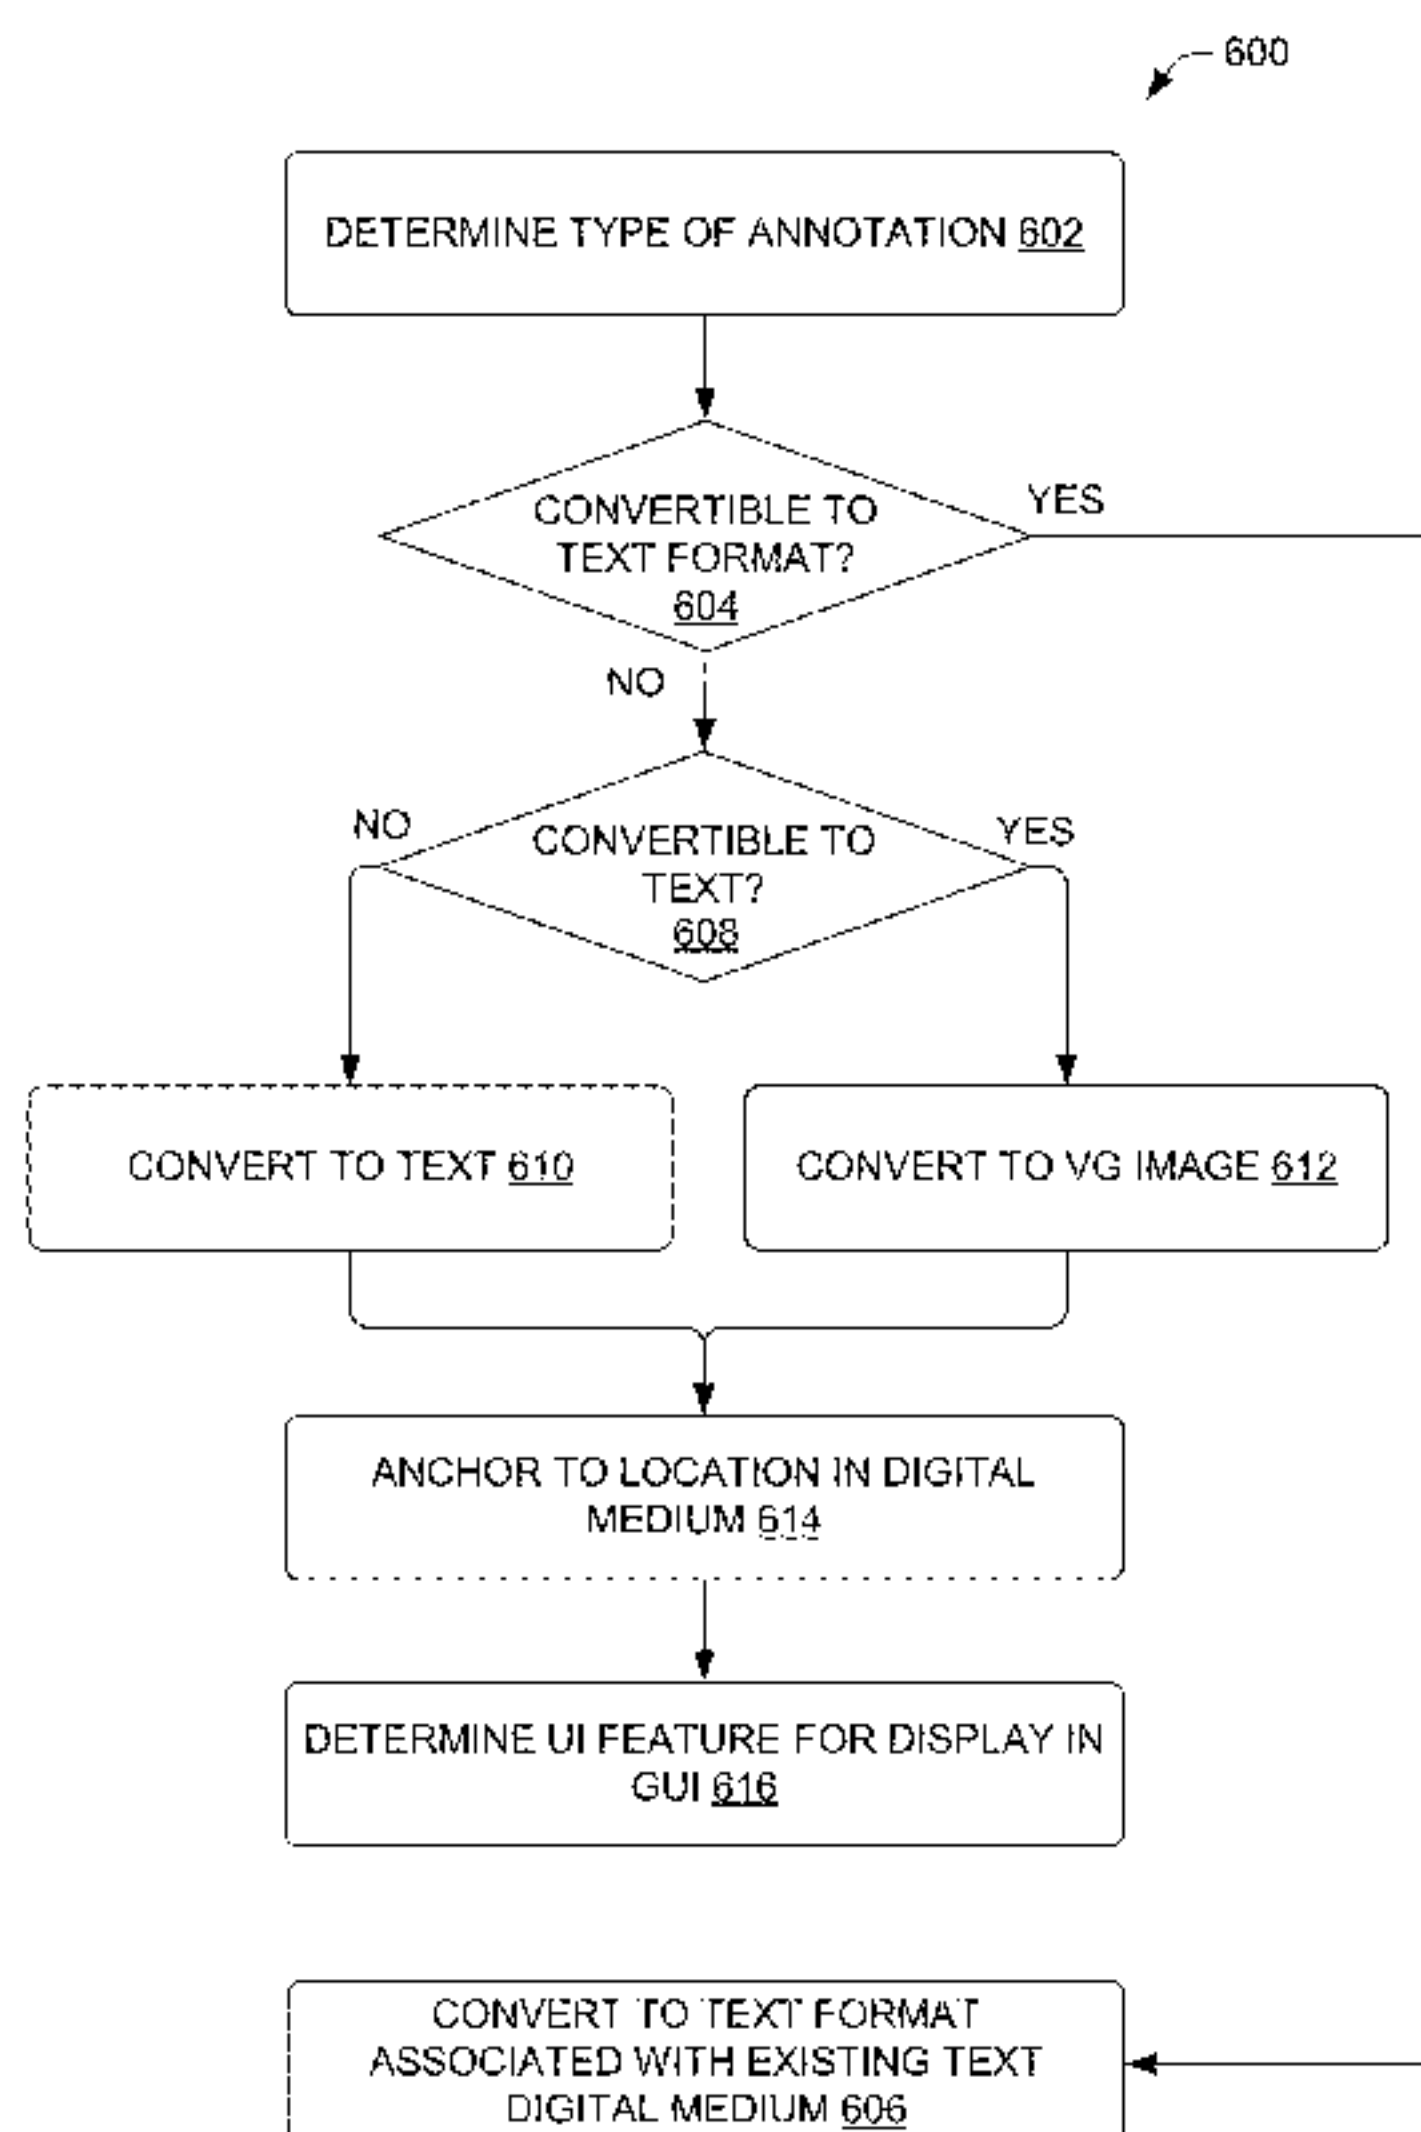 600
DETERMINE TYPE OF ANNOTATION 602
CONVERTIBLE TO
TEXT FORMAT?
604
YES
NO
CONVERTIBLE TO
TEXT?
608
NO
YES
CONVERT TO TEXT 610
CONVERT TO VG IMAGE 612
ANCHOR TO LOCATION IN DIGITAL
MEDIUM 614
DETERMINE UI FEATURE FOR DISPLAY IN
GUI 616
CONVERT TO TEXT FORMAT
ASSOCIATED WITH EXISTING TEXT
DIGITAL MEDIUM 606